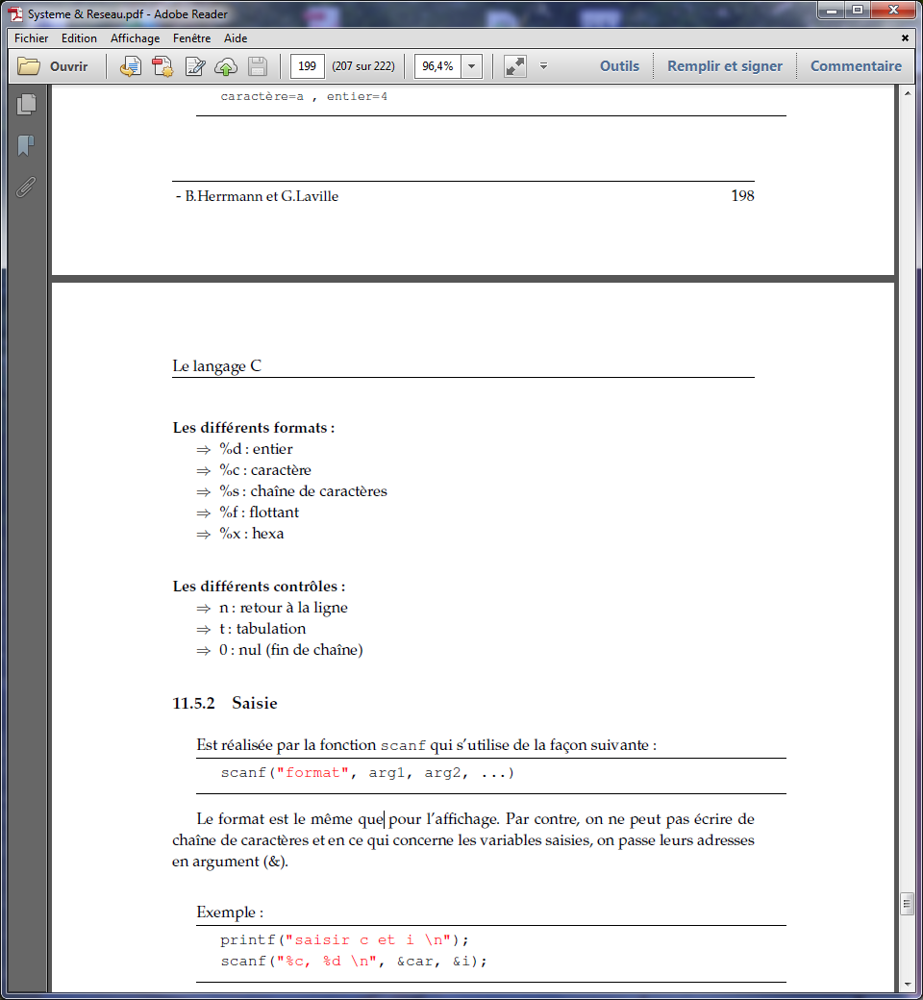 Systeme & Reseau.pdf - Adobe Reader
Fichier Edition Affichage Fenêtre Aide
Ouvrir 199 (207 sur 222) 96,4% Outils Remplir et signer Commentaire
caractère=a , entier=4
- B.Herrmann et G.Laville 198
Le langage C
Les différents formats :
⇒ %d : entier
⇒ %c : caractère
⇒ %s : chaîne de caractères
⇒ %f : flottant
⇒ %x : hexa
Les différents contrôles :
⇒ n : retour à la ligne
⇒ t : tabulation
⇒ 0 : nul (fin de chaîne)
11.5.2 Saisie
Est réalisée par la fonction scanf qui s'utilise de la façon suivante :
scanf("format", arg1, arg2, ...)
Le format est le même que pour l'affichage. Par contre, on ne peut pas écrire de
chaîne de caractères et en ce qui concerne les variables saisies, on passe leurs adresses
en argument (&).
Exemple :
printf("saisir c et i \n");
scanf("%c, %d \n", &car, &i);